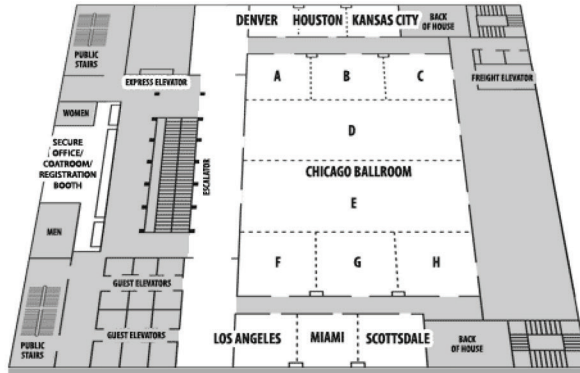 DENVER
HOUSTON
KANSAS CITY
BACK
OF HOUSE
PUBLIC
STAIRS
EXPRESS ELEVATOR
A
B
C
FREIGHT ELEVATOR
WOMEN
D
SECURE
OFFICE/
COATROOM/
REGISTRATION
BOOTH
ESCALATOR
CHICAGO BALLROOM
E
MEN
F
G
H
GUEST ELEVATORS
GUEST ELEVATORS
PUBLIC
STAIRS
LOS ANGELES
MIAMI
SCOTTSDALE
BACK
OF HOUSE